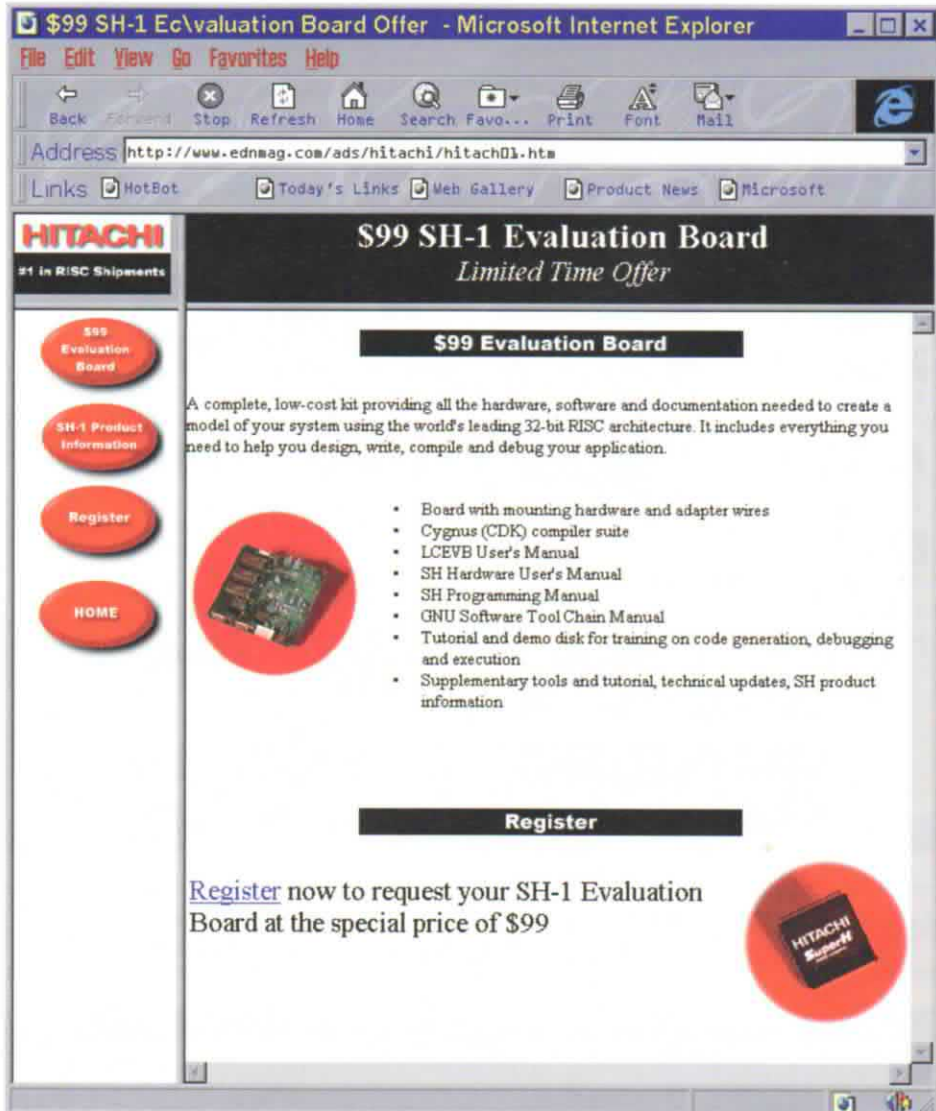 $99 SH-1 Ec\valuation Board Offer - Microsoft Internet Explorer
File Edit View Go Favorites Help
Back Forward Stop Refresh Home Search Favo... Print Font Mail
Address http://www.ednmag.com/ads/hitachi/hitach01.htm
Links HotBot Today's Links Web Gallery Product News Microsoft
HITACHI
#1 in RISC Shipments
$99 SH-1 Evaluation Board
Limited Time Offer
$99
Evaluation
Board
SH-1 Product
Information
Register
HOME
$99 Evaluation Board
A complete, low-cost kit providing all the hardware, software and documentation needed to create a
model of your system using the world's leading 32-bit RISC architecture. It includes everything you
need to help you design, write, compile and debug your application.
• Board with mounting hardware and adapter wires
• Cygnus (CDK) compiler suite
• LCEVB User's Manual
• SH Hardware User's Manual
• SH Programming Manual
• GNU Software Tool Chain Manual
• Tutorial and demo disk for training on code generation, debugging
and execution
• Supplementary tools and tutorial, technical updates, SH product
information
Register
Register now to request your SH-1 Evaluation
Board at the special price of $99
HITACHI
SuperH